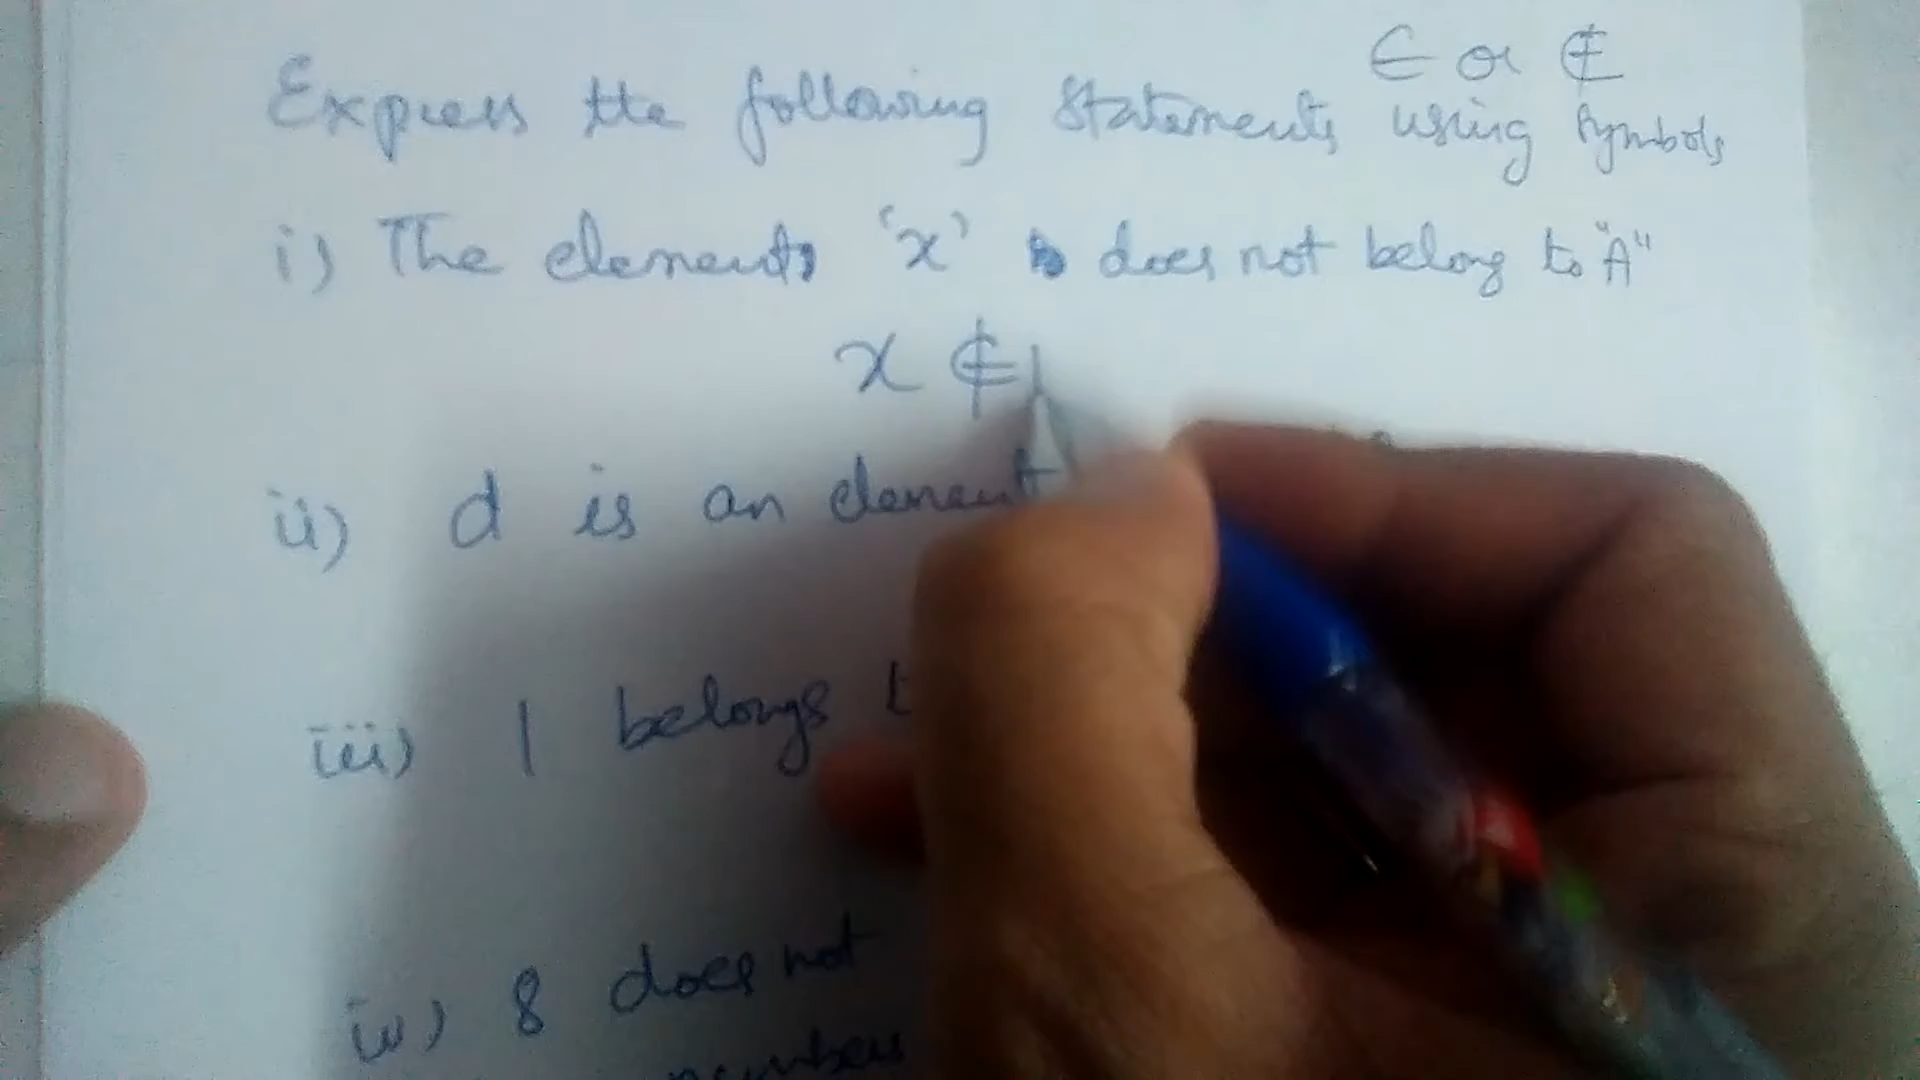 ∈ or ∉
Express the following statements using symbols
i) The element 'x' does not belong to "A"
x ∉
ii) d is an element
iii) 1 belongs
iv) 8 does not